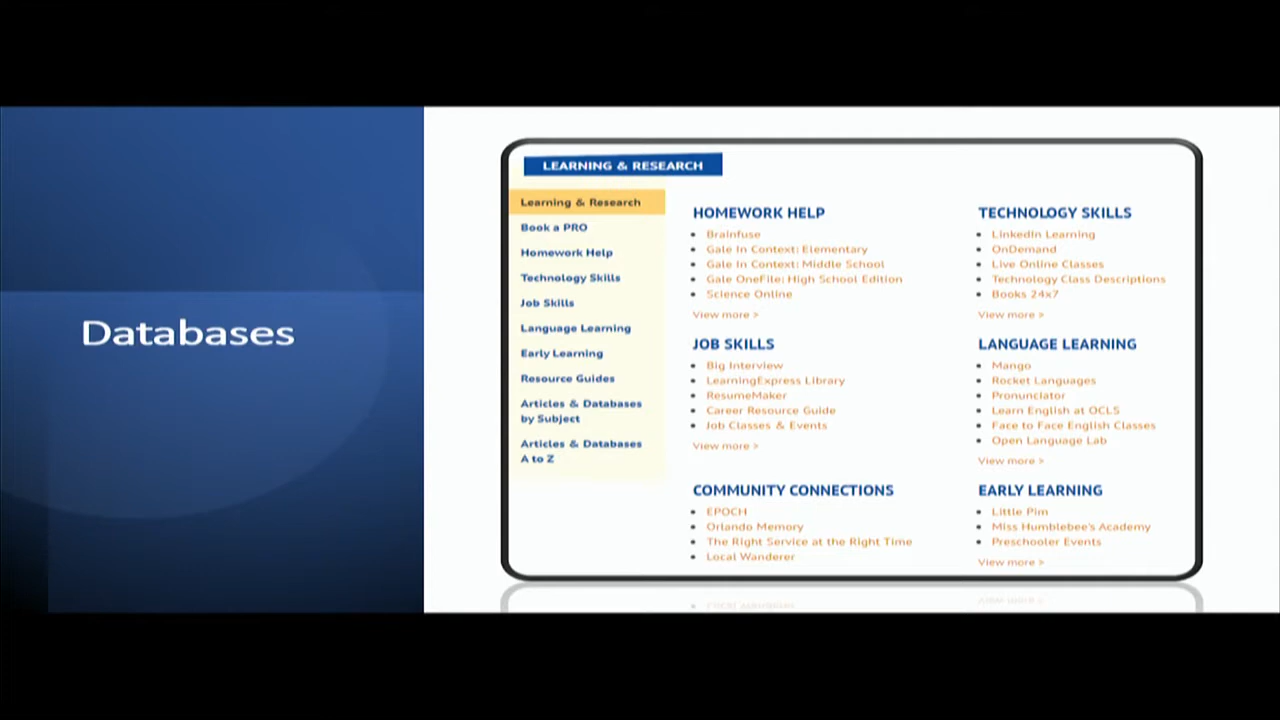 Databases
LEARNING & RESEARCH
Learning & Research
Book a PRO
Homework Help
Technology Skills
Job Skills
Language Learning
Early Learning
Resource Guides
Articles & Databases
by Subject
Articles & Databases
A to Z
HOMEWORK HELP
Brainfuse
Gale In Context: Elementary
Gale In Context: Middle School
Gale OneFile: High School Edition
Science Online
View more >
TECHNOLOGY SKILLS
LinkedIn Learning
OnDemand
Live Online Classes
Technology Class Descriptions
Books 24x7
View more >
JOB SKILLS
Big Interview
LearningExpress Library
ResumeMaker
Career Resource Guide
Job Classes & Events
View more >
LANGUAGE LEARNING
Mango
Rocket Languages
Pronunciator
Learn English at OCLS
Face to Face English Classes
Open Language Lab
View more >
COMMUNITY CONNECTIONS
EPOCH
Orlando Memory
The Right Service at the Right Time
Local Wanderer
EARLY LEARNING
Little Pim
Miss Humblebee's Academy
Preschooler Events
View more >